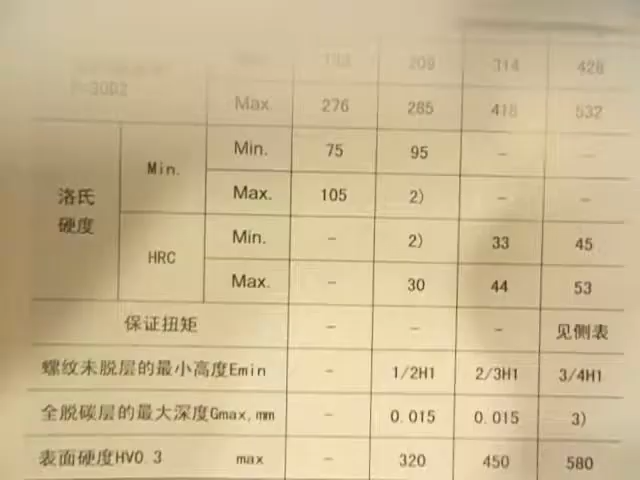 209 314 428
Max. 276 285 418 532
洛氏硬度 Min. Min. 75 95 - -
Max. 105 2) - -
HRC Min. - 2) 33 45
Max. - 30 44 53
保证扭矩 - - - 见侧表
螺纹未脱层的最小高度Emin - 1/2H1 2/3H1 3/4H1
全脱碳层的最大深度Gmax,mm - 0.015 0.015 3)
表面硬度HV0.3 max - 320 450 580